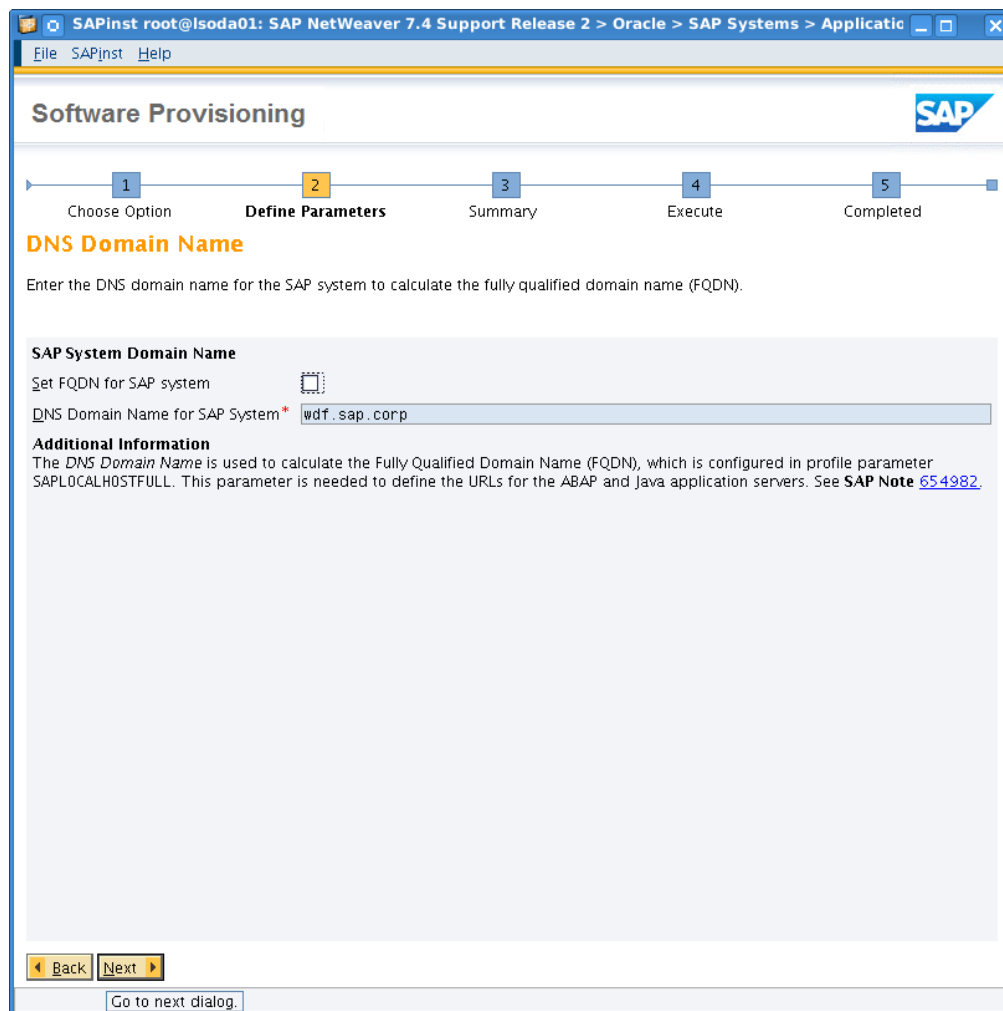 SAPinst root@lsoda01: SAP NetWeaver 7.4 Support Release 2 > Oracle > SAP Systems > Applicatio
File SAPinst Help
Software Provisioning
SAP
1 2 3 4 5
Choose Option Define Parameters Summary Execute Completed
DNS Domain Name
Enter the DNS domain name for the SAP system to calculate the fully qualified domain name (FQDN).
SAP System Domain Name
Set FQDN for SAP system
DNS Domain Name for SAP System* wdf.sap.corp
Additional Information
The DNS Domain Name is used to calculate the Fully Qualified Domain Name (FQDN), which is configured in profile parameter
SAPLOCALHOSTFULL. This parameter is needed to define the URLs for the ABAP and Java application servers. See SAP Note 654982.
Back Next
Go to next dialog.